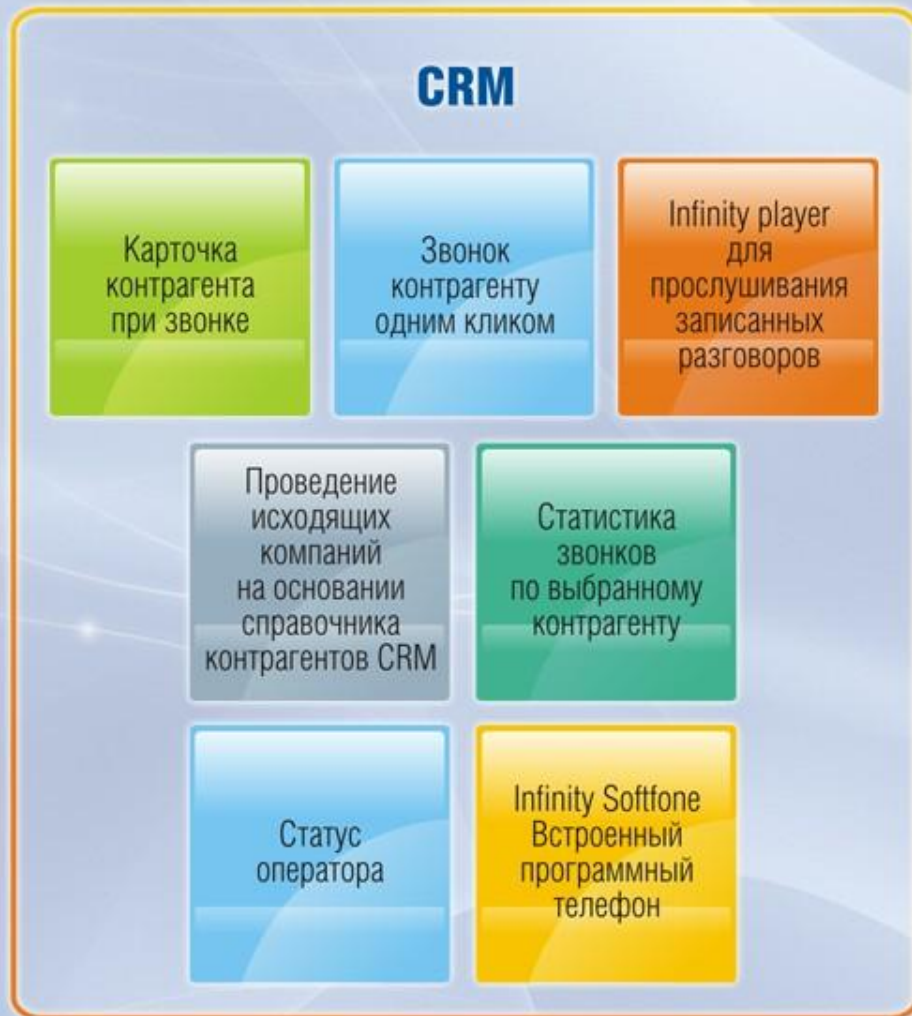 CRM
Карточка
контрагента
при звонке
Звонок
контрагенту
одним кликом
Infinity player
для
прослушивания
записанных
разговоров
Проведение
исходящих
компаний
на основании
справочника
контрагентов CRM
Статистика
звонков
по выбранному
контрагенту
Статус
оператора
Infinity Softfone
Встроенный
программный
телефон